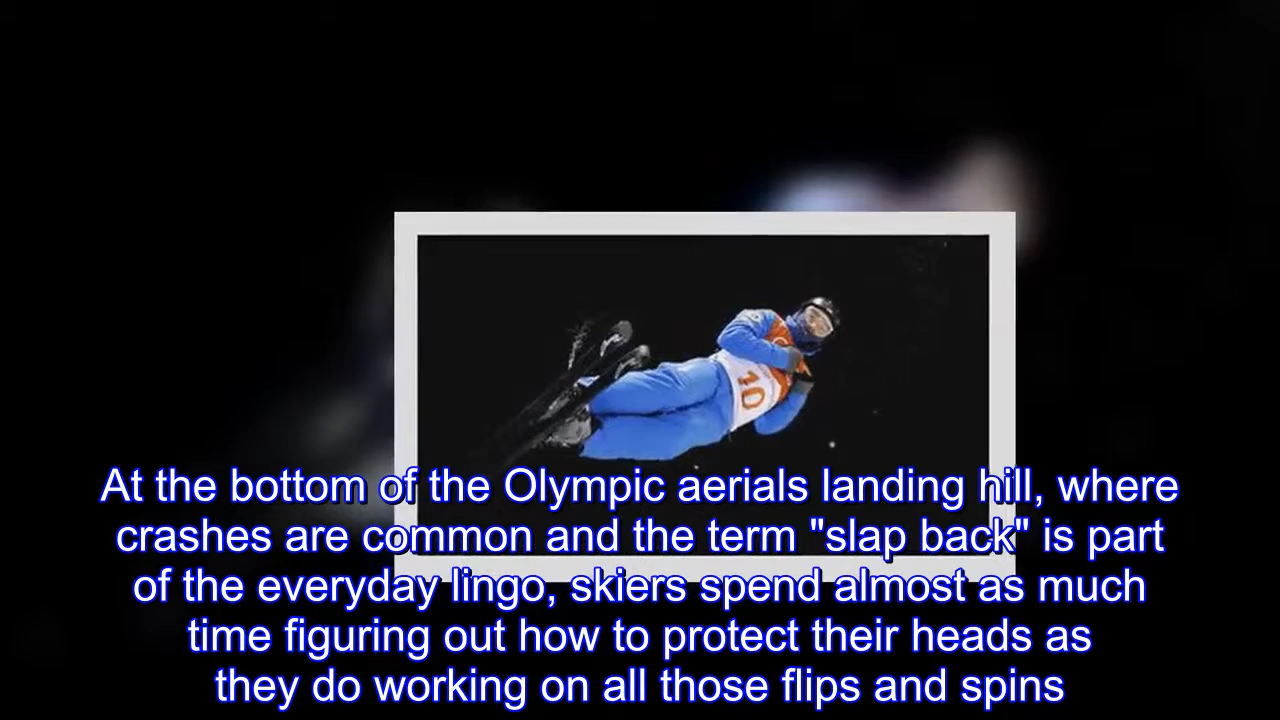 10
At the bottom of the Olympic aerials landing hill, where
crashes are common and the term "slap back" is part
of the everyday lingo, skiers spend almost as much
time figuring out how to protect their heads as
they do working on all those flips and spins